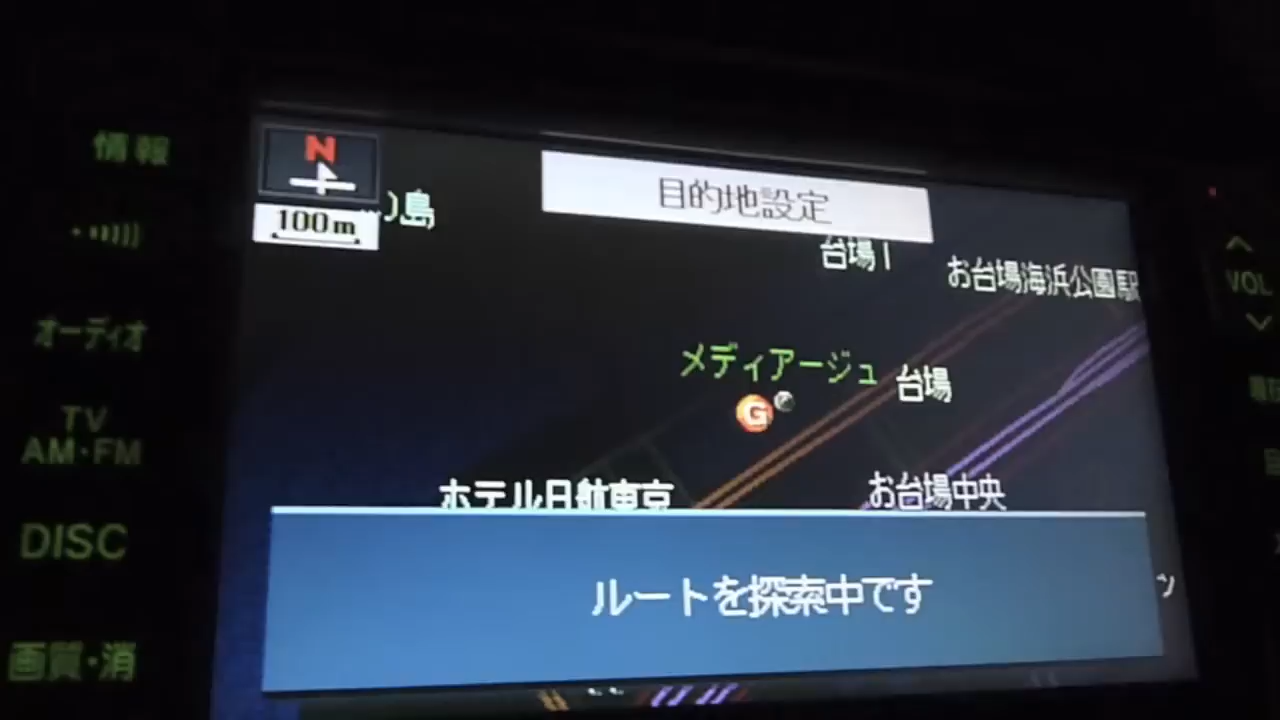 情報
N
100m
の島
目的地設定
台場1
お台場海浜公園駅
VOL
オーディオ
メディアージュ
台場
G
TV
AM・FM
ホテル日航東京
お台場中央
DISC
ルートを探索中です
ン
画質・消